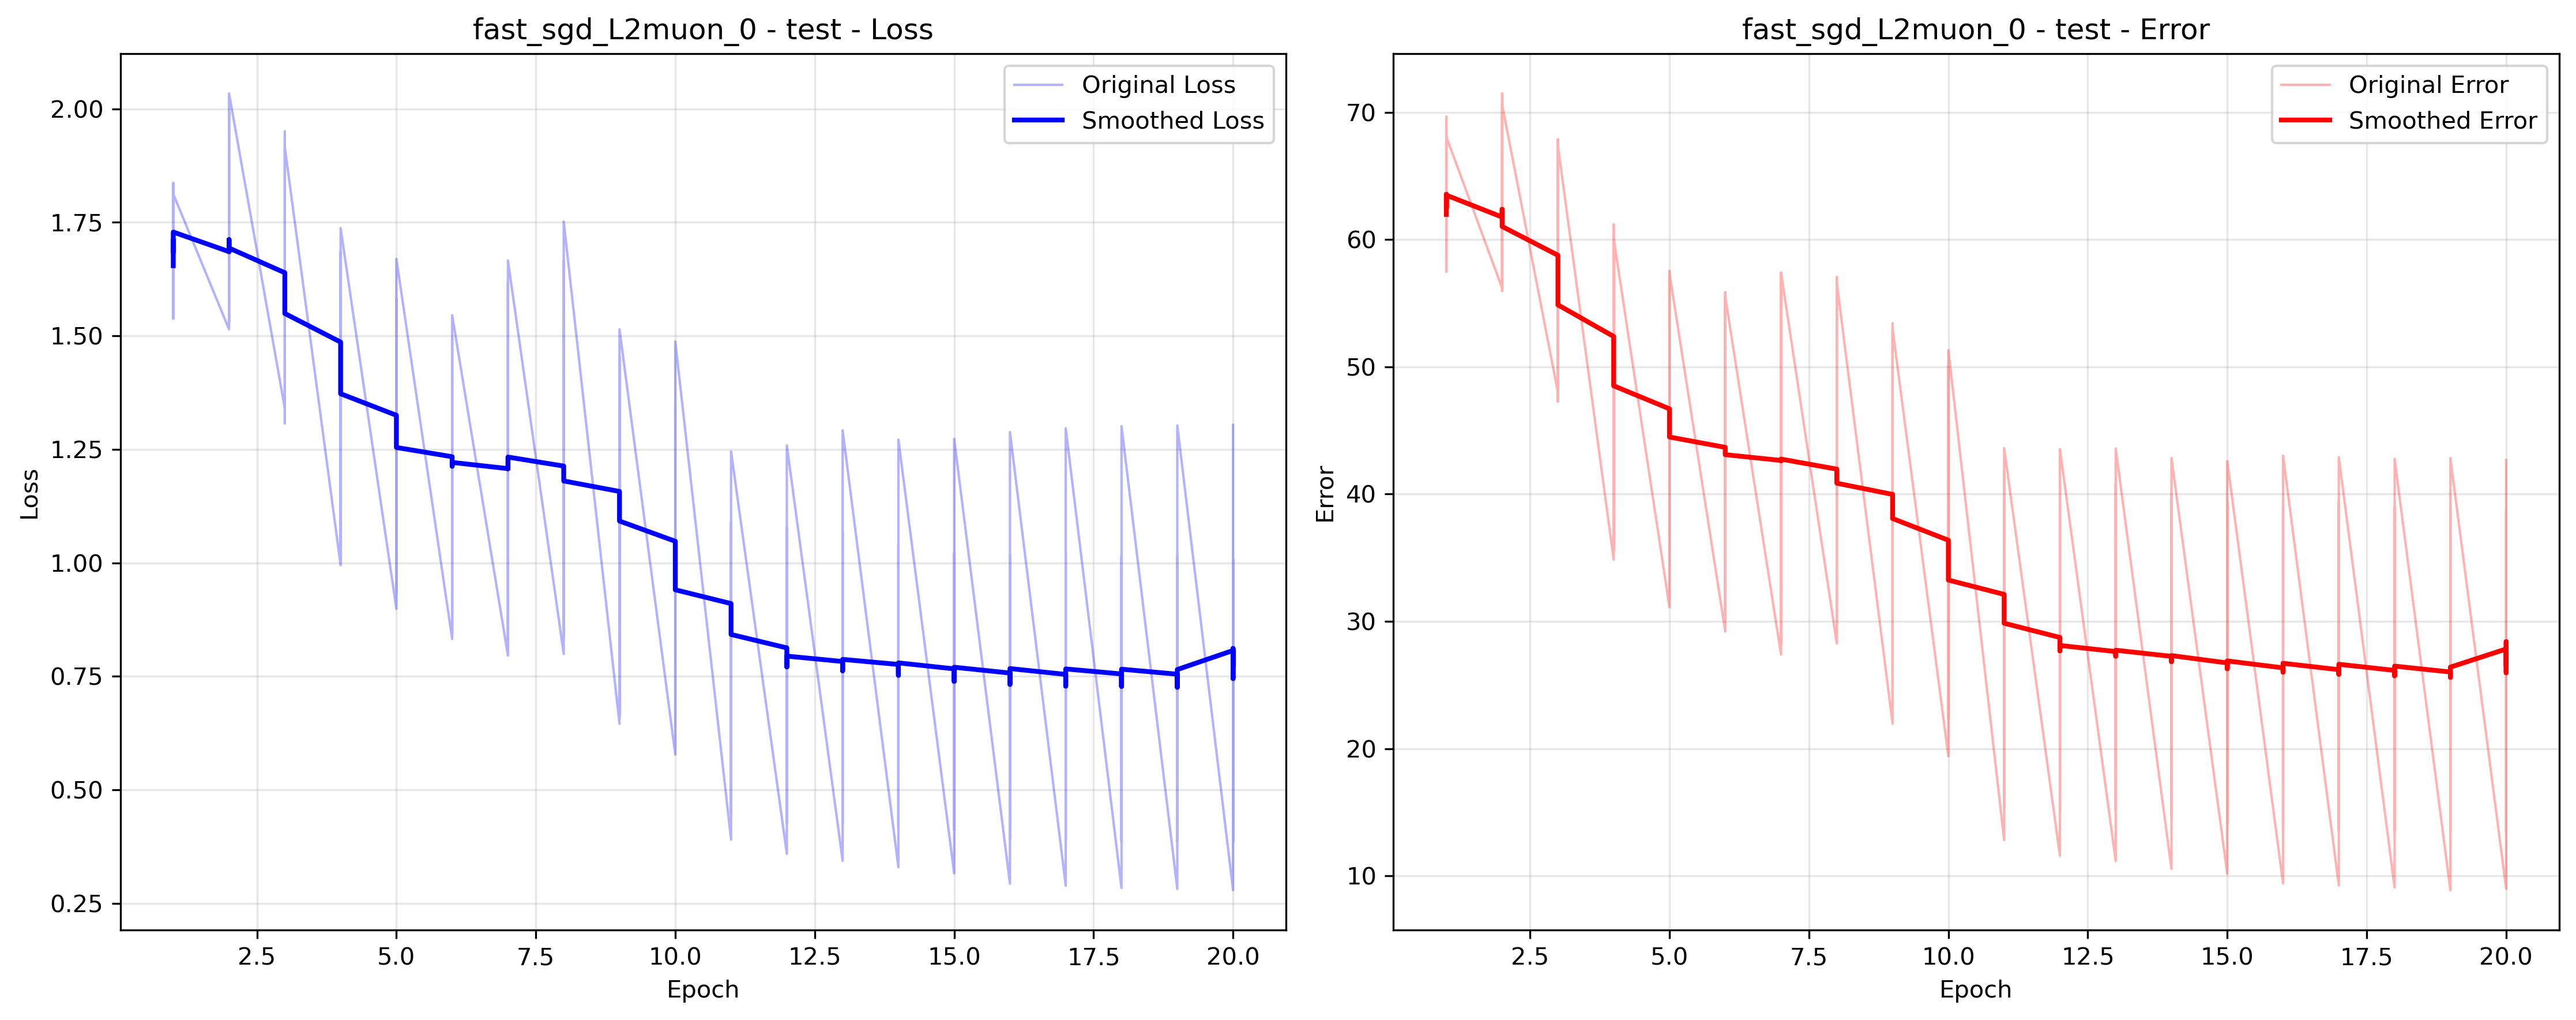 fast_sgd_L2muon_0 - test - Loss
Original Loss
Smoothed Loss
2.00
1.75
1.50
1.25
1.00
0.75
0.50
0.25
Loss
2.5 5.0 7.5 10.0 12.5 15.0 17.5 20.0
Epoch
fast_sgd_L2muon_0 - test - Error
Original Error
Smoothed Error
70
60
50
40
30
20
10
Error
2.5 5.0 7.5 10.0 12.5 15.0 17.5 20.0
Epoch